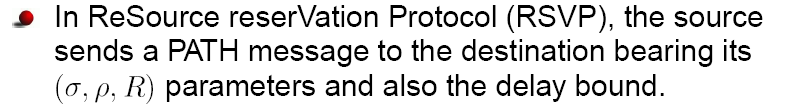 In ReSource reserVation Protocol (RSVP), the source
sends a PATH message to the destination bearing its
(σ, ρ, R) parameters and also the delay bound.